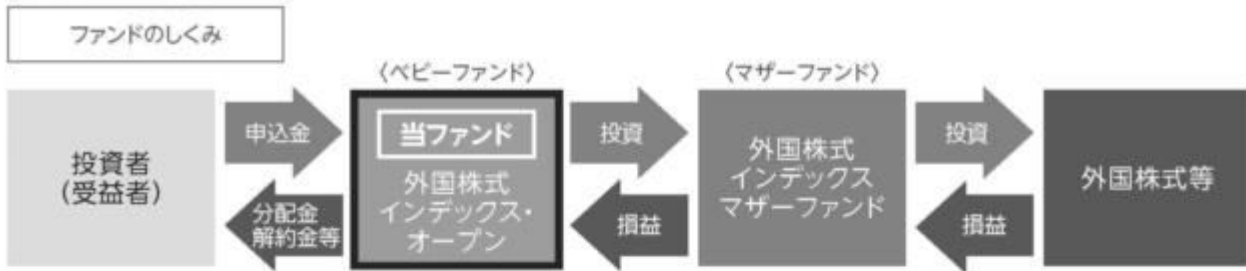 ファンドのしくみ
〈ベビーファンド〉
〈マザーファンド〉
投資者
(受益者)
申込金
分配金
解約金等
当ファンド
外国株式
インデックス・
オープン
投資
損益
外国株式
インデックス
マザーファンド
投資
損益
外国株式等